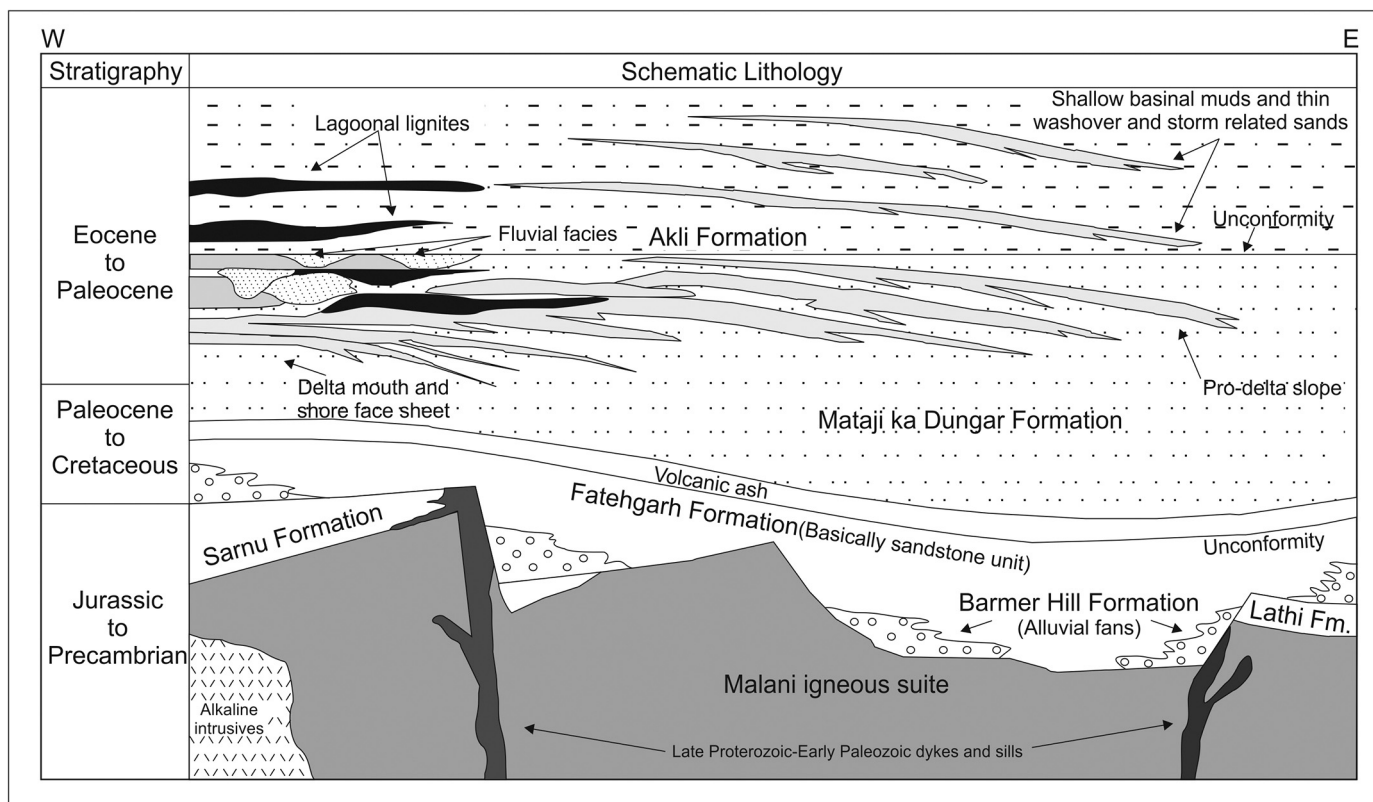 W
E
Stratigraphy
Schematic Lithology
Eocene
to
Paleocene
Paleocene
to
Cretaceous
Jurassic
to
Precambrian
Lagoonal lignites
Shallow basinal muds and thin
washover and storm related sands
Unconformity
Fluvial facies
Akli Formation
Delta mouth and
shore face sheet
Pro-delta slope
Mataji ka Dungar Formation
Volcanic ash
Fatehgarh Formation(Basically sandstone unit)
Unconformity
Sarnu Formation
Barmer Hill Formation
(Alluvial fans)
Lathi Fm.
Malani igneous suite
Alkaline
intrusives
Late Proterozoic-Early Paleozoic dykes and sills